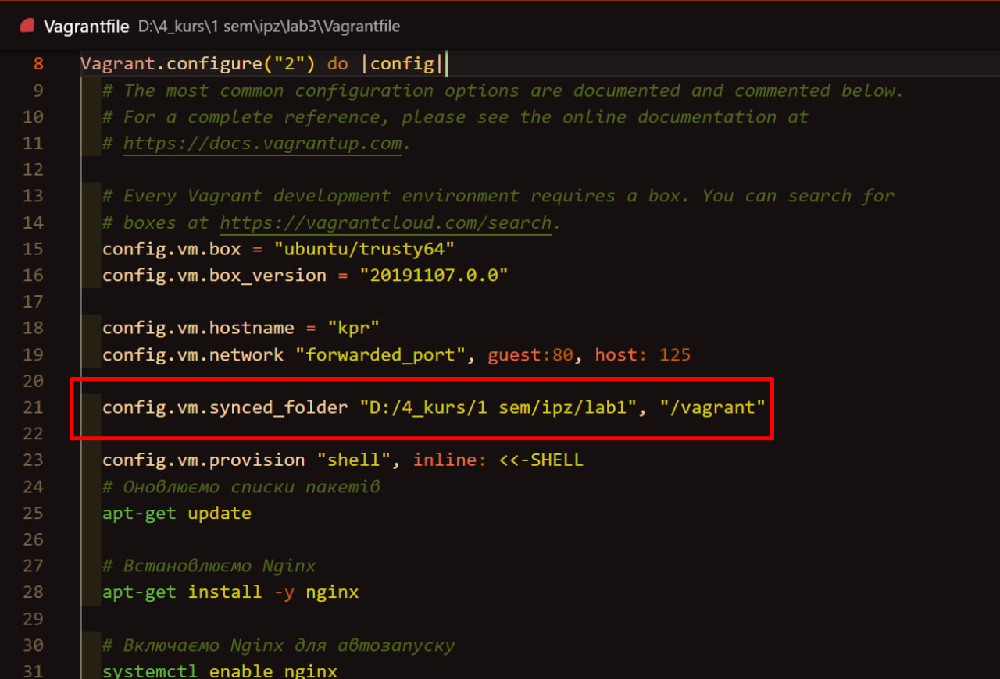 Vagrantfile D:\4_kurs\1 sem\ipz\lab3\Vagrantfile
8 Vagrant.configure("2") do |config|
9 # The most common configuration options are documented and commented below.
10 # For a complete reference, please see the online documentation at
11 # https://docs.vagrantup.com.
12
13 # Every Vagrant development environment requires a box. You can search for
14 # boxes at https://vagrantcloud.com/search.
15 config.vm.box = "ubuntu/trusty64"
16 config.vm.box_version = "20191107.0.0"
17
18 config.vm.hostname = "kpr"
19 config.vm.network "forwarded_port", guest:80, host: 125
20
21 config.vm.synced_folder "D:/4_kurs/1 sem/ipz/lab1", "/vagrant"
22
23 config.vm.provision "shell", inline: <<-SHELL
24 # Оновлюємо списки пакетів
25 apt-get update
26
27 # Встановлюємо Nginx
28 apt-get install -y nginx
29
30 # Включаємо Nginx для автозапуску
31 systemctl enable nginx